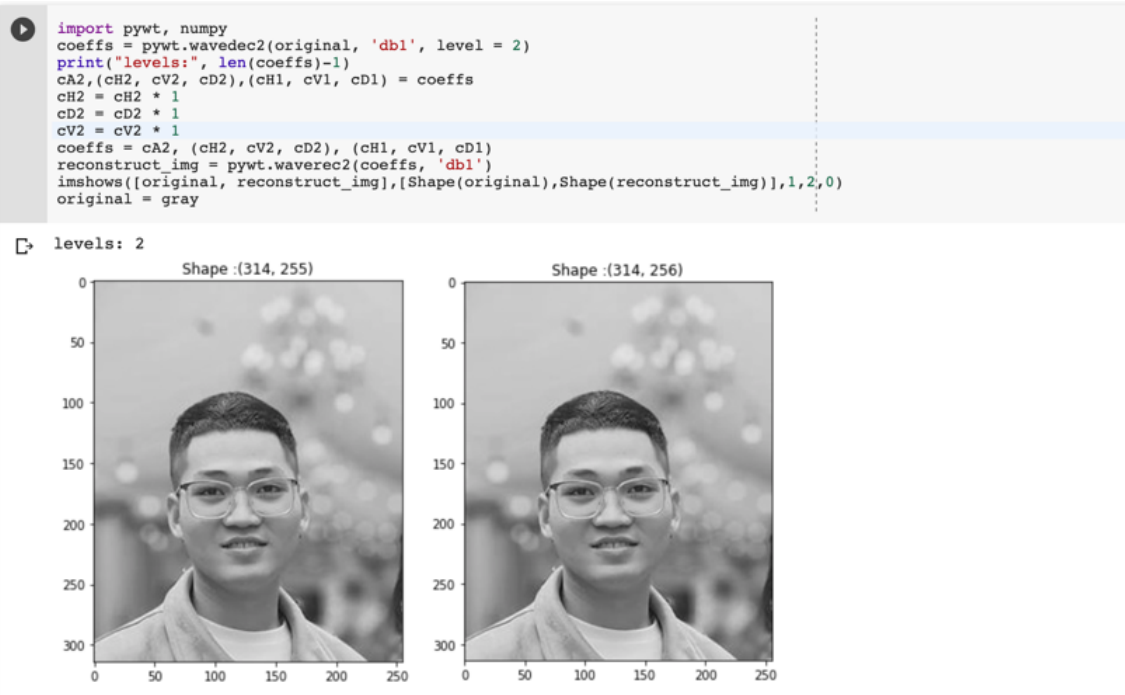 import pywt, numpy
coeffs = pywt.wavedec2(original, 'db1', level = 2)
print("levels:", len(coeffs)-1)
cA2,(cH2, cV2, cD2),(cH1, cV1, cD1) = coeffs
cH2 = cH2 * 1
cD2 = cD2 * 1
cV2 = cV2 * 1
coeffs = cA2, (cH2, cV2, cD2), (cH1, cV1, cD1)
reconstruct_img = pywt.waverec2(coeffs, 'db1')
imshows([original, reconstruct_img],[Shape(original),Shape(reconstruct_img)],1,2,0)
original = gray
levels: 2
Shape :(314, 255)
0
50
100
150
200
250
300
0 50 100 150 200 250
Shape :(314, 256)
0
50
100
150
200
250
300
0 50 100 150 200 250